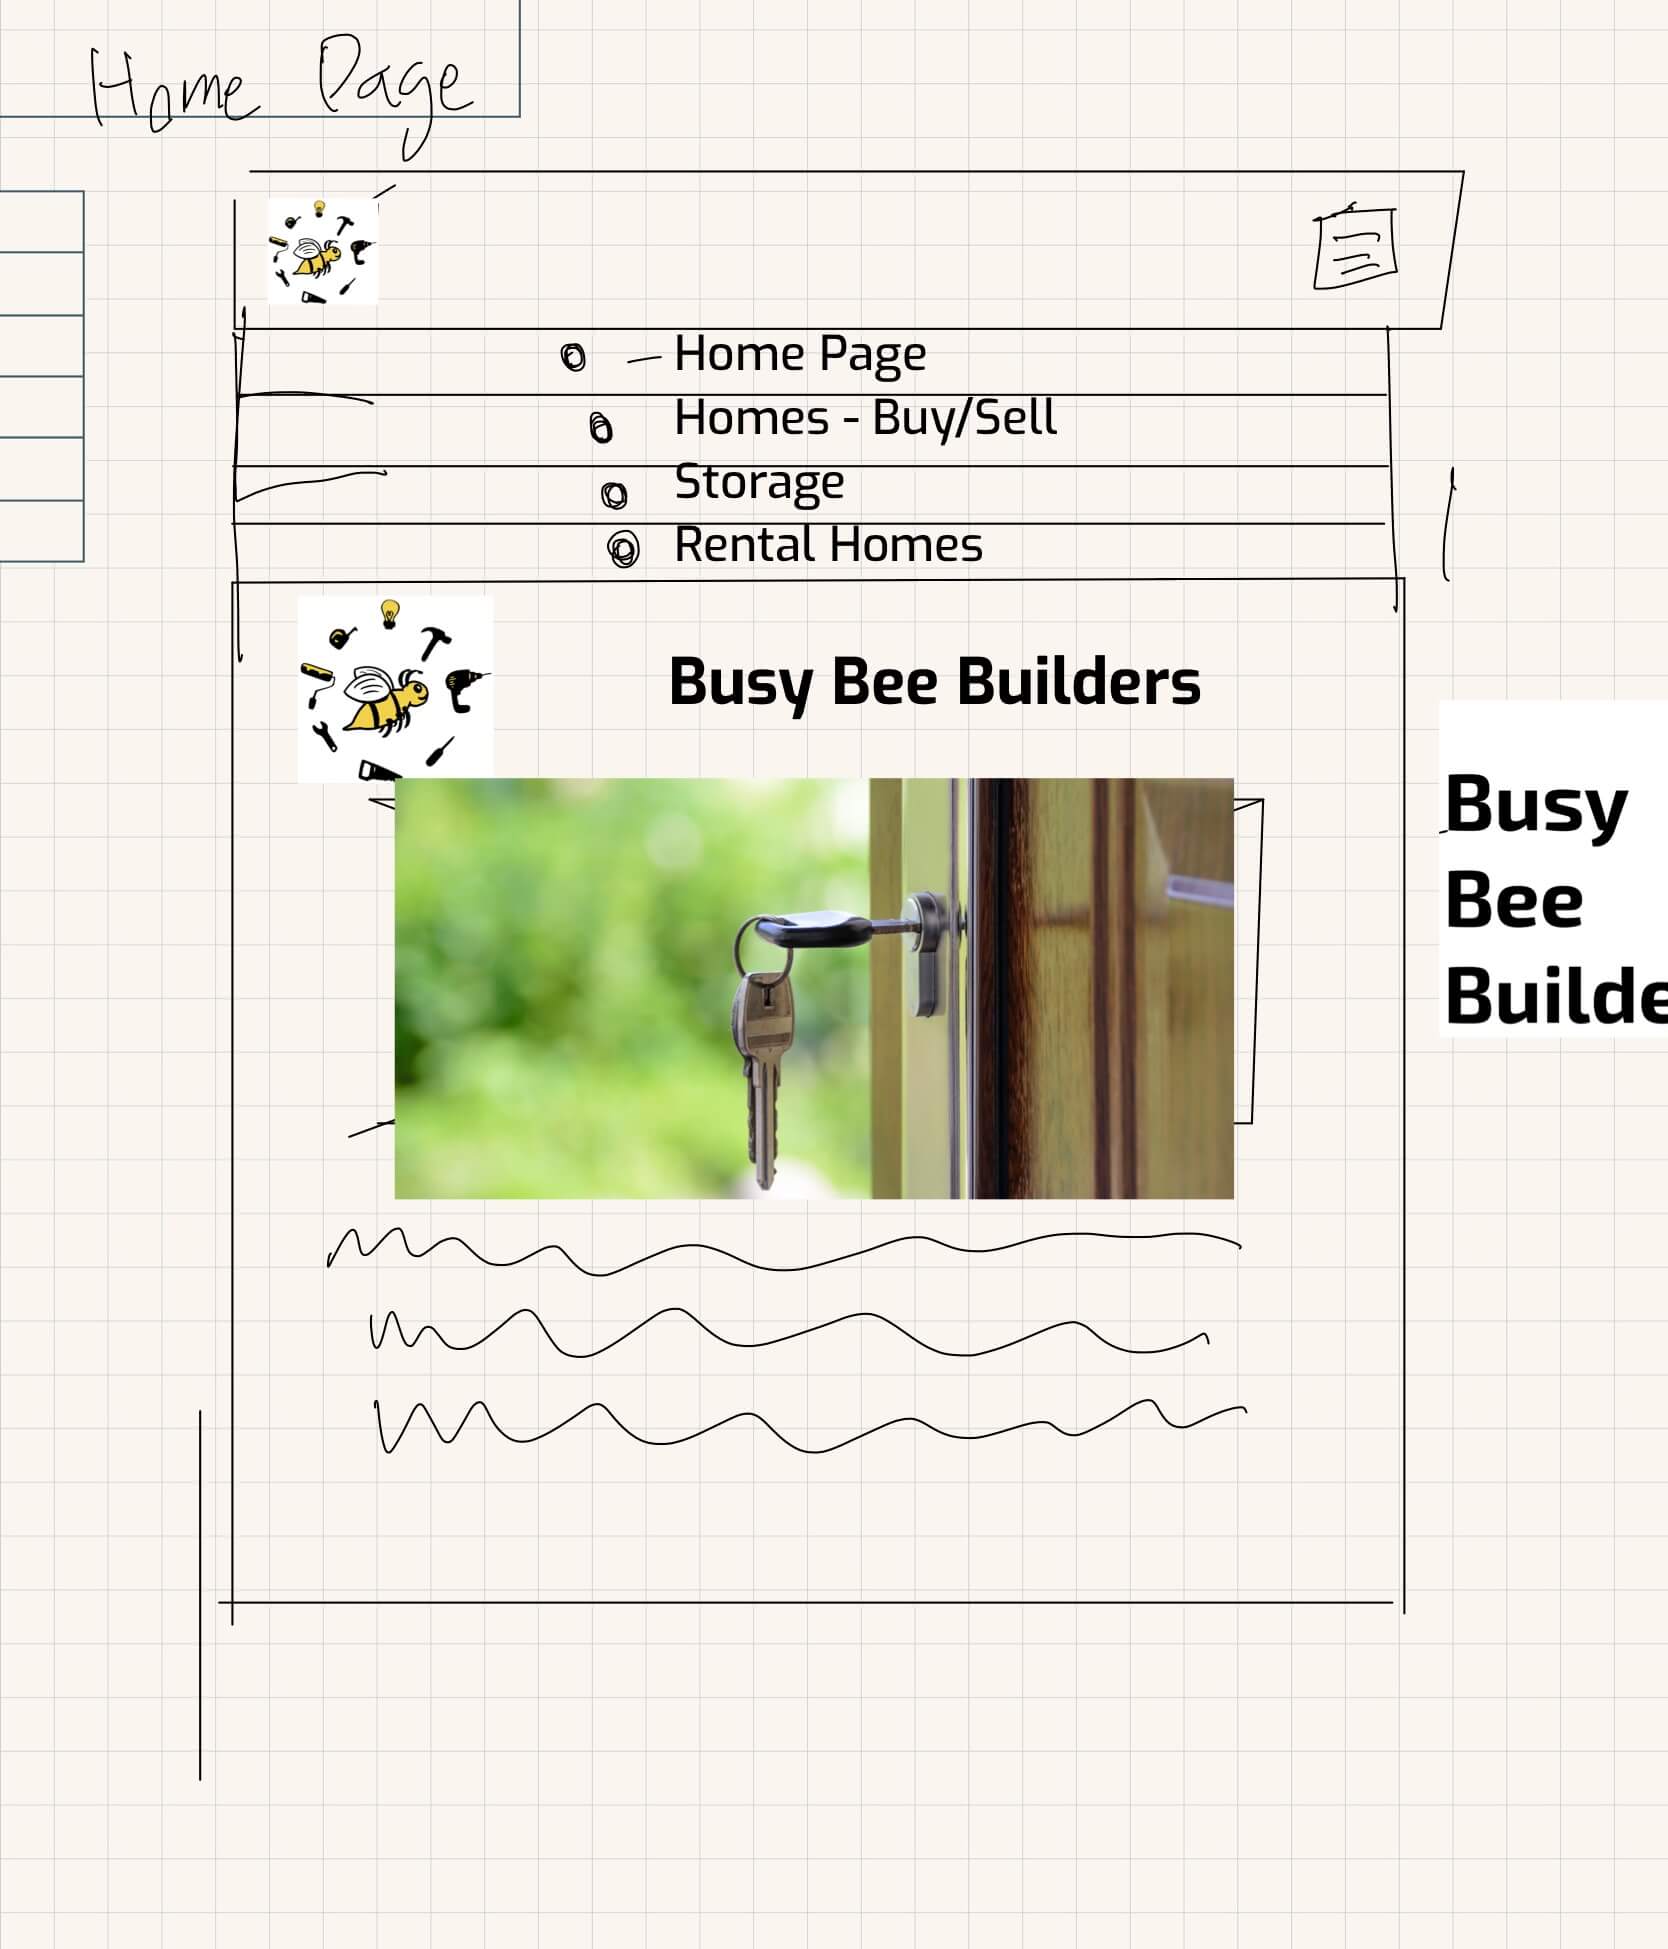 Home Page
Home Page
Homes - Buy/Sell
Storage
Rental Homes
Busy Bee Builders
Busy
Bee
Builde